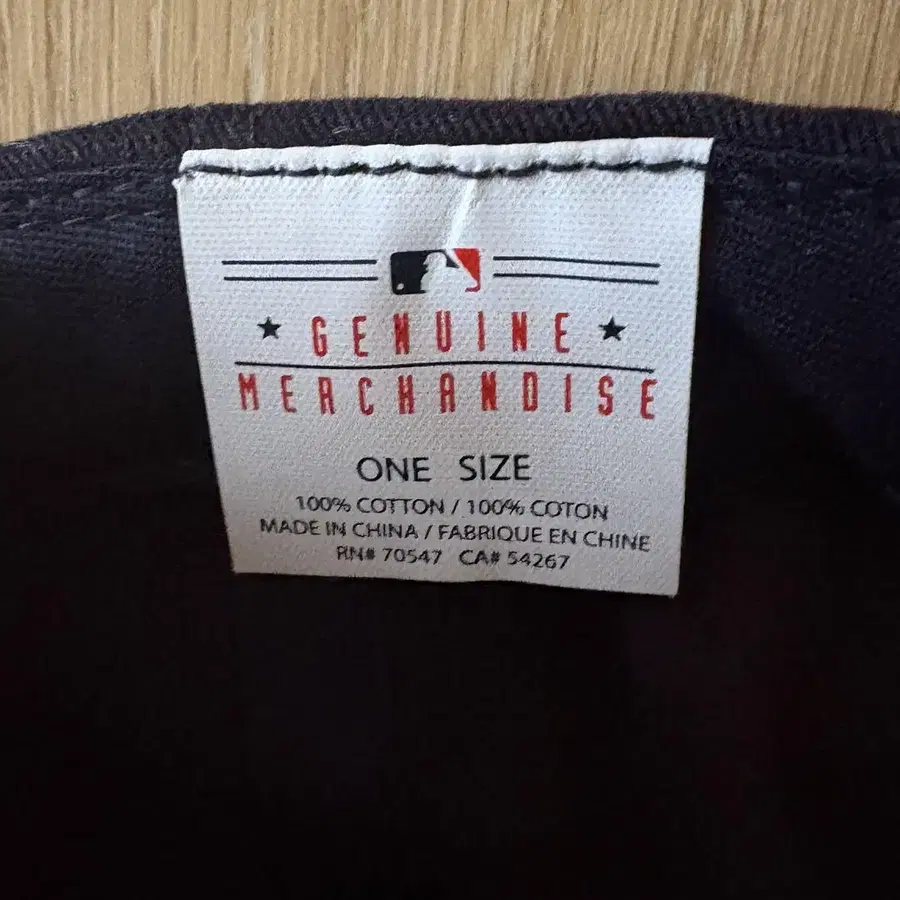 GENUINE
MERCHANDISE
ONE SIZE
100% COTTON / 100% COTON
MADE IN CHINA / FABRIQUE EN CHINE
RN# 70547 CA# 54267